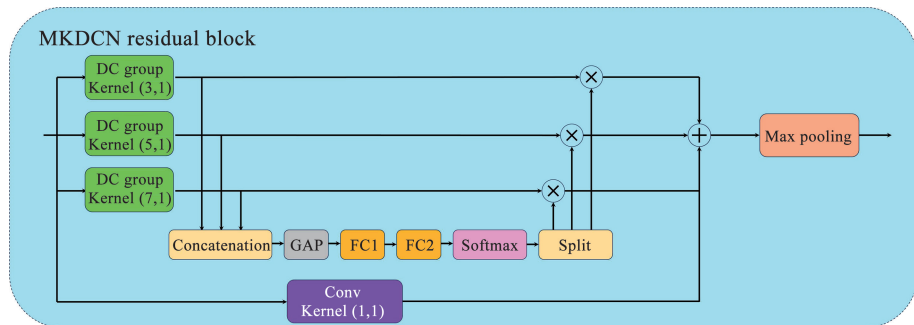 MKDCN residual block
DC group
Kernel (3,1)
DC group
Kernel (5,1)
Max pooling
DC group
Kernel (7,1)
Concatenation
GAP
FC1
FC2
Softmax
Split
Conv
Kernel (1,1)